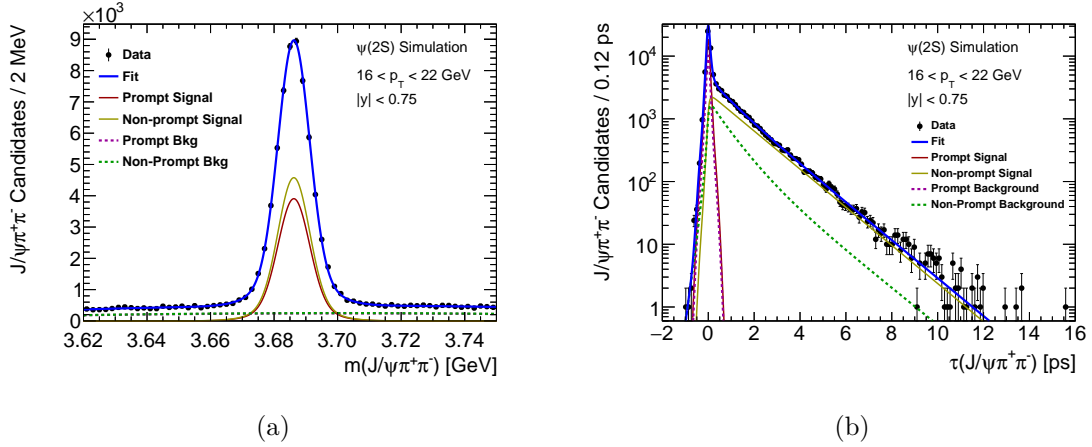 ×10³
9
8
7
6
5
4
3
2
1
0
J/ψπ⁺π⁻ Candidates / 2 MeV
Data
Fit
Prompt Signal
Non-prompt Signal
Prompt Bkg
Non-Prompt Bkg
ψ(2S) Simulation
16 < p_T < 22 GeV
|y| < 0.75
3.62 3.64 3.66 3.68 3.70 3.72 3.74
m(J/ψπ⁺π⁻) [GeV]
(a)
10⁴
10³
10²
10
1
J/ψπ⁺π⁻ Candidates / 0.12 ps
ψ(2S) Simulation
16 < p_T < 22 GeV
|y| < 0.75
Data
Fit
Prompt Signal
Non-prompt Signal
Prompt Background
Non-Prompt Background
−2 0 2 4 6 8 10 12 14 16
τ(J/ψπ⁺π⁻) [ps]
(b)